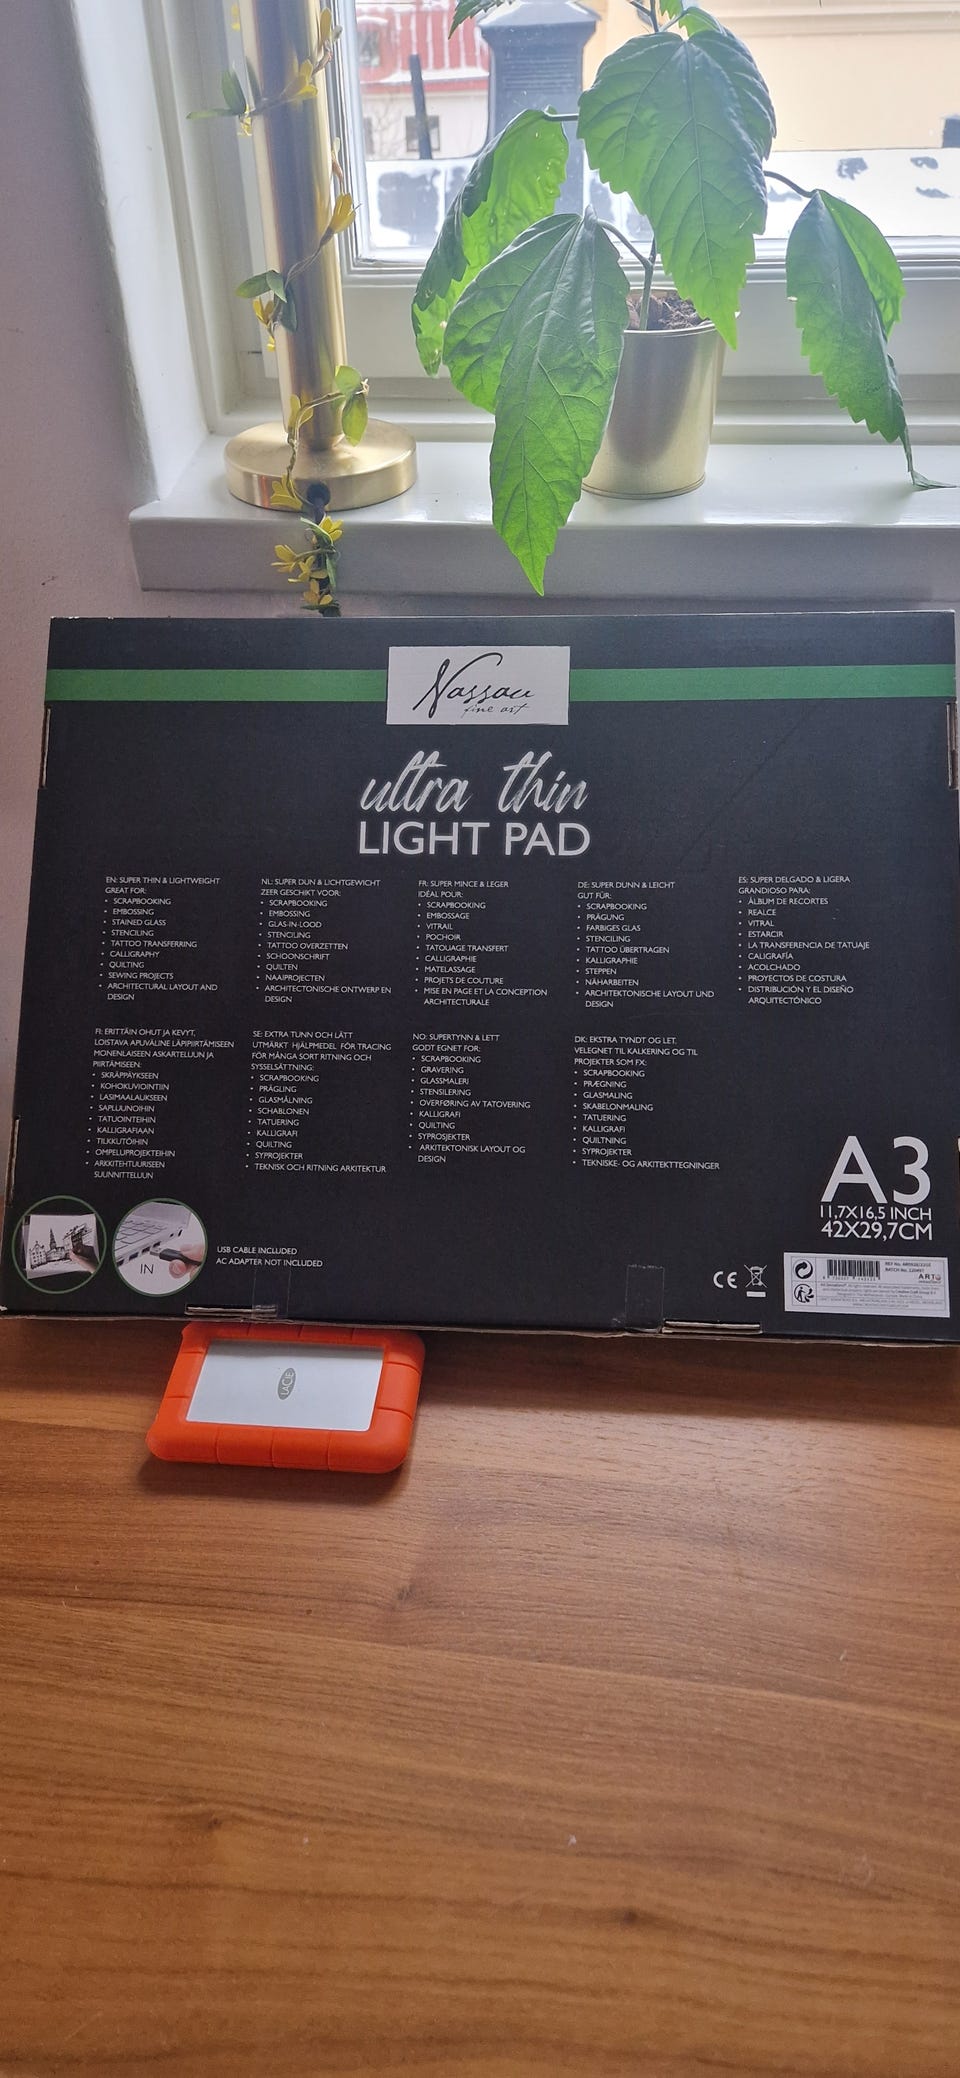 Nassau
fine art
ultra thin
LIGHT PAD
EN: SUPER THIN & LIGHTWEIGHT
GREAT FOR:
• SCRAPBOOKING
• EMBOSSING
• STAINED GLASS
• STENCILING
• TATTOO TRANSFERRING
• CALLIGRAPHY
• QUILTING
• SEWING PROJECTS
• ARCHITECTURAL LAYOUT AND
DESIGN
NL: SUPER DUN & LICHTGEWICHT
ZEER GESCHIKT VOOR:
• SCRAPBOOKING
• EMBOSSING
• GLAS-IN-LOOD
• STENCILING
• TATTOO OVERZETTEN
• SCHOONSCHRIFT
• QUILTEN
• NAAIPROJECTEN
• ARCHITECTONISCHE ONTWERP EN
DESIGN
FR: SUPER MINCE & LEGER
IDÉAL POUR:
• SCRAPBOOKING
• EMBOSSAGE
• VITRAIL
• POCHOIR
• TATOUAGE TRANSFERT
• CALLIGRAPHIE
• MATELASSAGE
• PROJETS DE COUTURE
• MISE EN PAGE ET LA CONCEPTION
ARCHITECTURALE
DE: SUPER DUNN & LEICHT
GUT FÜR:
• SCRAPBOOKING
• PRÄGUNG
• FARBIGES GLAS
• STENCILING
• TATTOO ÜBERTRAGEN
• KALLIGRAPHIE
• STEPPEN
• NÄHARBEITEN
• ARCHITEKTONISCHE LAYOUT UND
DESIGN
ES: SUPER DELGADO & LIGERA
GRANDIOSO PARA:
• ÁLBUM DE RECORTES
• REALCE
• VITRAL
• ESTARCIR
• LA TRANSFERENCIA DE TATUAJE
• CALIGRAFÍA
• ACOLCHADO
• PROYECTOS DE COSTURA
• DISTRIBUCIÓN Y EL DISEÑO
ARQUITECTÓNICO
FI: ERITTÄIN OHUT JA KEVYT,
LOISTAVA APUVÄLINE LÄPIPIIRTÄMISEEN
MONENLAISEEN ASKARTELUUN JA
PIIRTÄMISEEN:
• SKRÄPPÄYKSEEN
• KOHOKUVIOINTIIN
• LASIMAALAUKSEEN
• SAPLUUNOIHIN
• TATUOINTEIHIN
• KALLIGRAFIAAN
• TILKKUTÖIHIN
• OMPELUPROJEKTEIHIN
• ARKKITEHTUURISEEN
SUUNNITTELUUN
SE: EXTRA TUNN OCH LÄTT
UTMÄRKT HJÄLPMEDEL FÖR TRACING
FÖR MÅNGA SORT RITNING OCH
SYSSELSÄTTNING:
• SCRAPBOOKING
• PRÄGLING
• GLASMÅLNING
• SCHABLONEN
• TATUERING
• KALLIGRAFI
• QUILTING
• SYPROJEKTER
• TEKNISK OCH RITNING ARKITEKTUR
NO: SUPERTYNN & LETT
GODT EGNET FOR:
• SCRAPBOOKING
• GRAVERING
• GLASSMALERI
• STENSILERING
• OVERFØRING AV TATOVERING
• KALLIGRAFI
• QUILTING
• SYPROSJEKTER
• ARKITEKTONISK LAYOUT OG
DESIGN
DK: EKSTRA TYNDT OG LET.
VELEGNET TIL KALKERING OG TIL
PROJEKTER SOM FX:
• SCRAPBOOKING
• PRÆGNING
• GLASMALING
• SKABELONMALING
• TATUERING
• KALLIGRAFI
• QUILTNING
• SYPROJEKTER
• TEKNISKE- OG ARKITEKTTEGNINGER
A3
11,7X16,5 INCH
42X29,7CM
IN
USB CABLE INCLUDED
AC ADAPTER NOT INCLUDED
CE
ART
LACIE